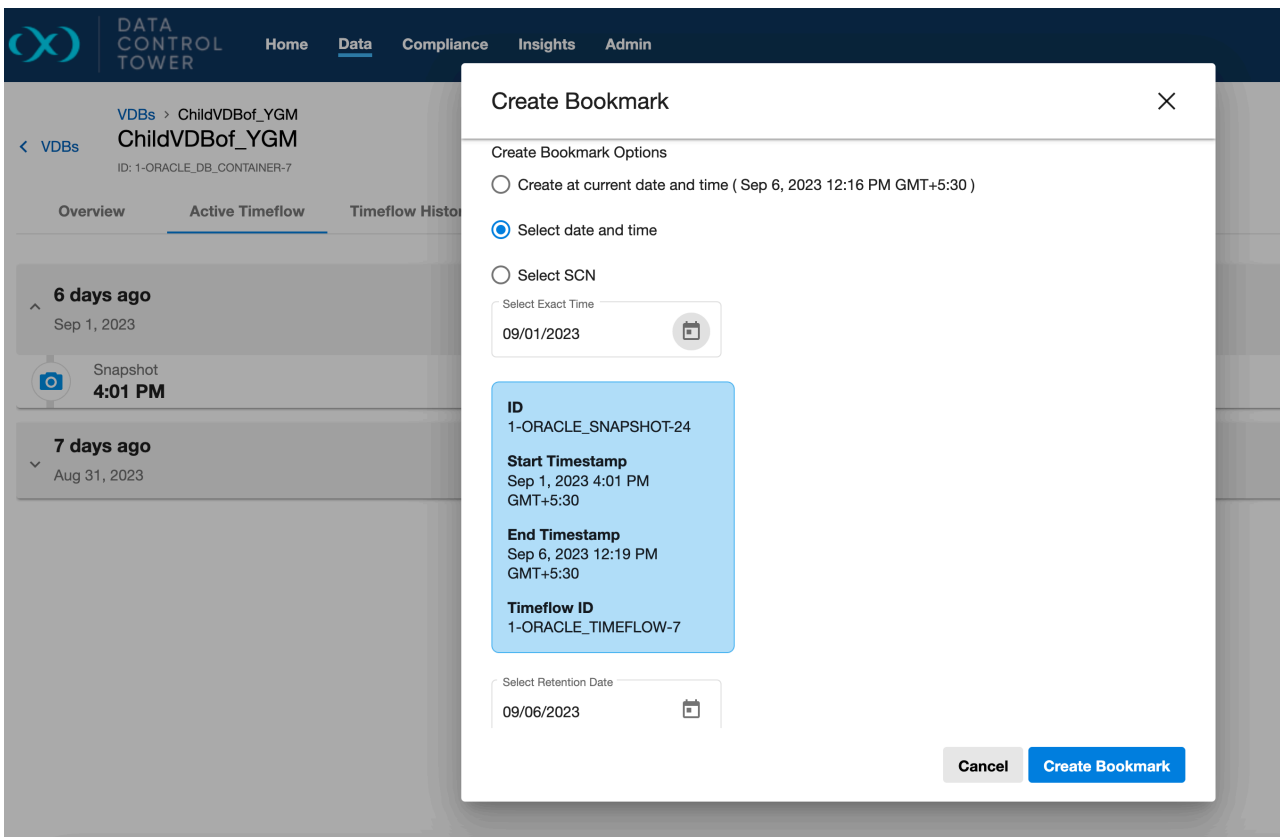 DATA
CONTROL
TOWER
Home Data Compliance Insights Admin
VDBs > ChildVDBof_YGM
VDBs
ChildVDBof_YGM
ID: 1-ORACLE_DB_CONTAINER-7
Overview Active Timeflow Timeflow Histor
6 days ago
Sep 1, 2023
Snapshot
4:01 PM
7 days ago
Aug 31, 2023
Create Bookmark
Create Bookmark Options
Create at current date and time ( Sep 6, 2023 12:16 PM GMT+5:30 )
Select date and time
Select SCN
Select Exact Time
09/01/2023
ID
1-ORACLE_SNAPSHOT-24
Start Timestamp
Sep 1, 2023 4:01 PM
GMT+5:30
End Timestamp
Sep 6, 2023 12:19 PM
GMT+5:30
Timeflow ID
1-ORACLE_TIMEFLOW-7
Select Retention Date
09/06/2023
Cancel Create Bookmark